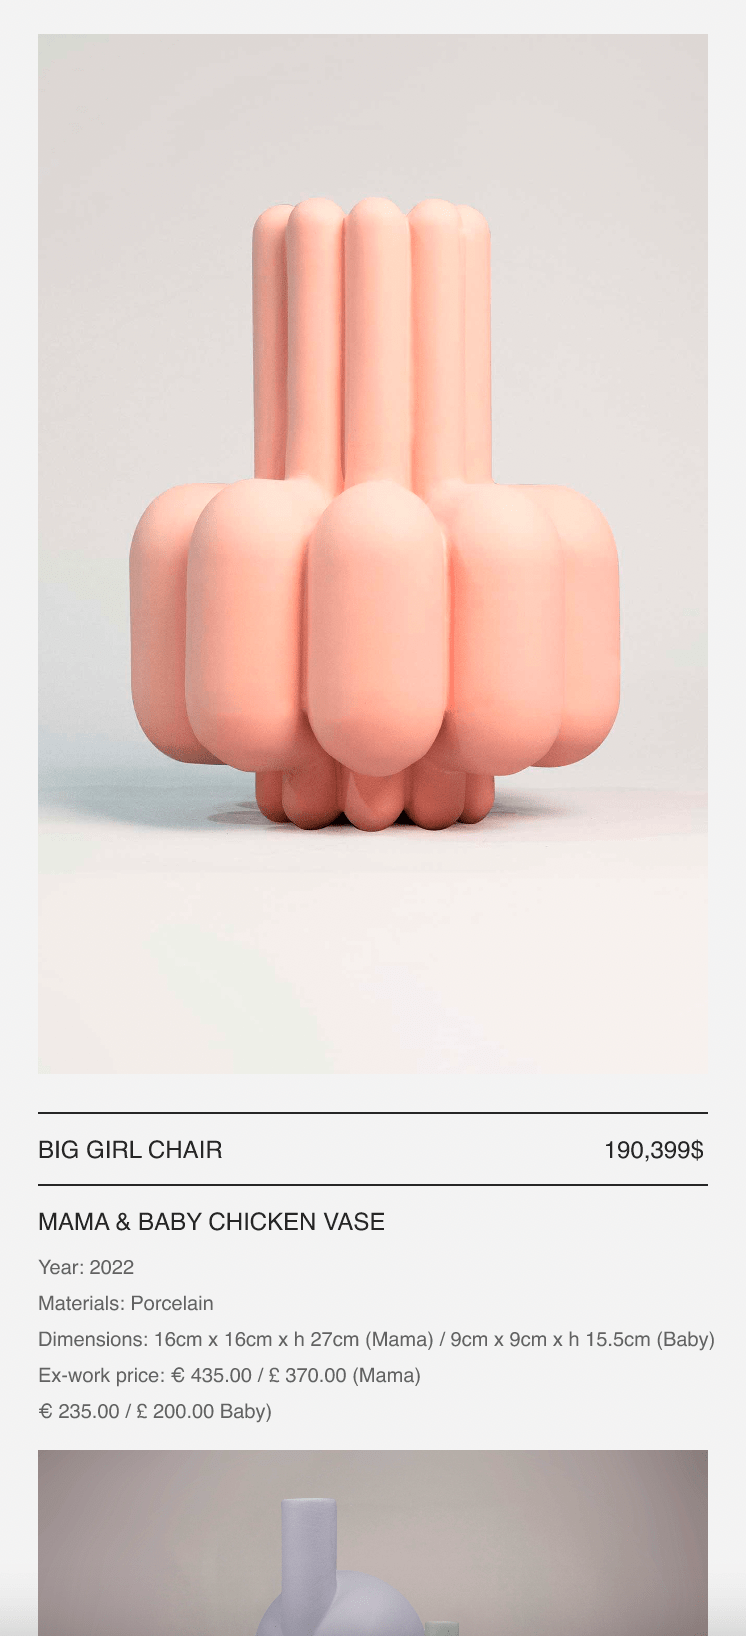 BIG GIRL CHAIR 190,399$
MAMA & BABY CHICKEN VASE
Year: 2022
Materials: Porcelain
Dimensions: 16cm x 16cm x h 27cm (Mama) / 9cm x 9cm x h 15.5cm (Baby)
Ex-work price: € 435.00 / £ 370.00 (Mama)
€ 235.00 / £ 200.00 Baby)